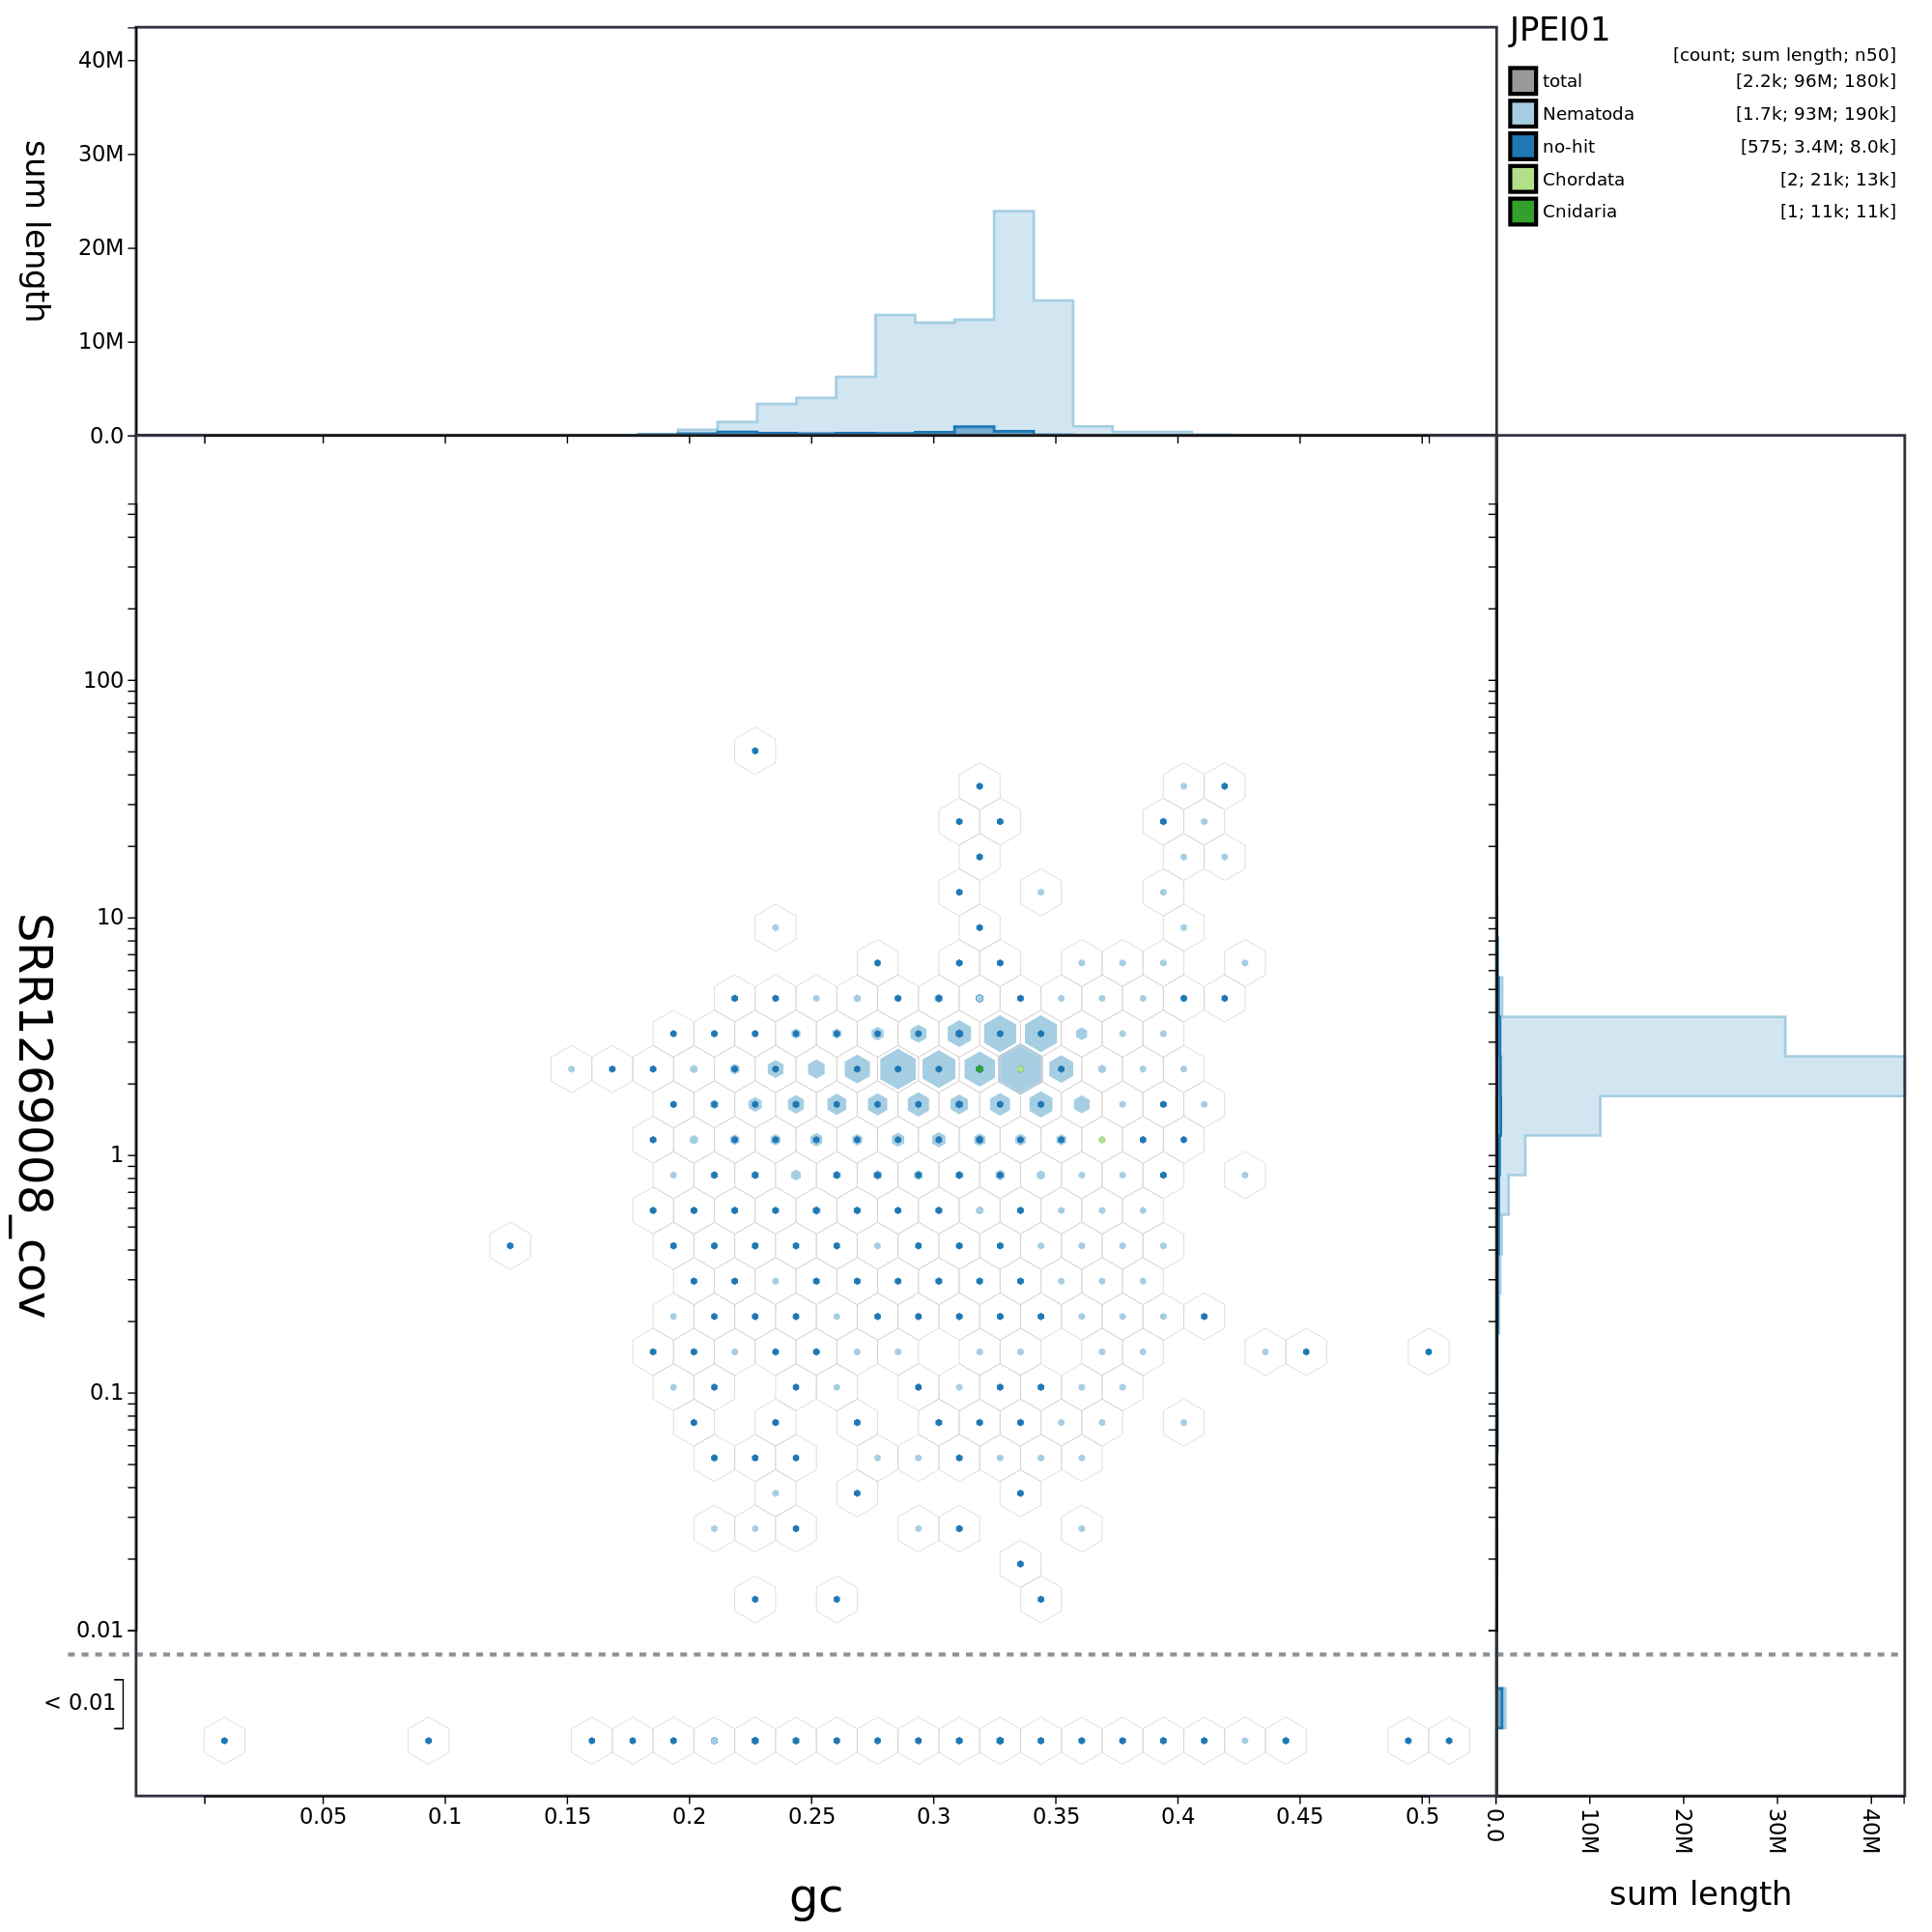 JPEI01
[count; sum length; n50]
total [2.2k; 96M; 180k]
Nematoda [1.7k; 93M; 190k]
no-hit [575; 3.4M; 8.0k]
Chordata [2; 21k; 13k]
Cnidaria [1; 11k; 11k]
sum length
40M
30M
20M
10M
0.0
SRR1269008_cov
100
10
1
0.1
0.01
< 0.01
0.05 0.1 0.15 0.2 0.25 0.3 0.35 0.4 0.45 0.5
gc
0.0 10M 20M 30M 40M
sum length